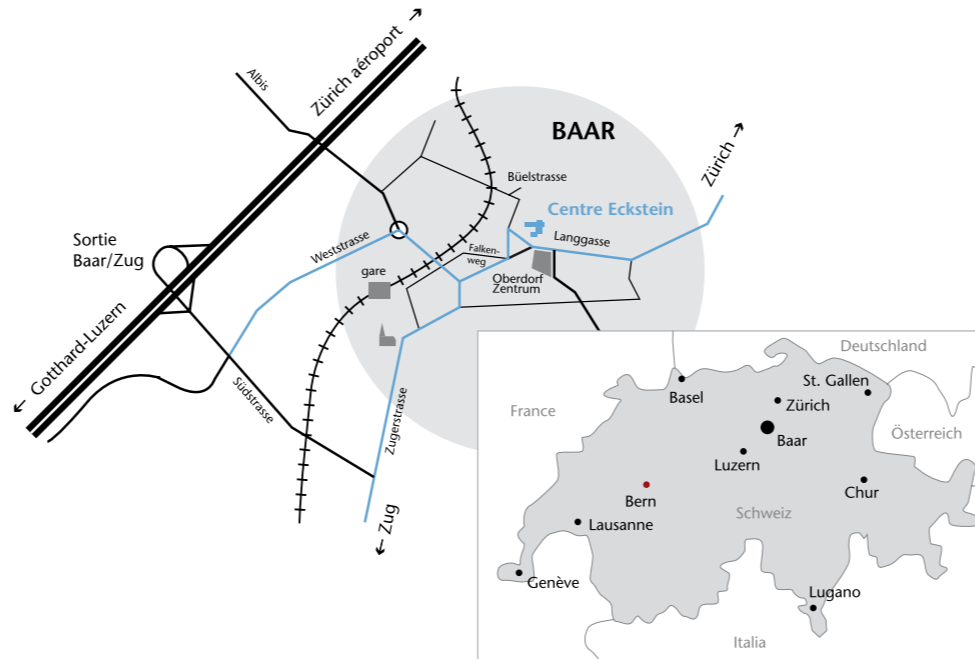 Zürich aéroport
Albis
BAAR
Zürich
Büelstrasse
Centre Eckstein
Sortie
Baar/Zug
Weststrasse
Langgasse
Falken-
weg
gare
Oberdorf
Zentrum
Gotthard-Luzern
Südstrasse
Zugerstrasse
Zug
Deutschland
France
Basel
St. Gallen
Zürich
Österreich
Baar
Luzern
Bern
Chur
Schweiz
Lausanne
Genève
Lugano
Italia